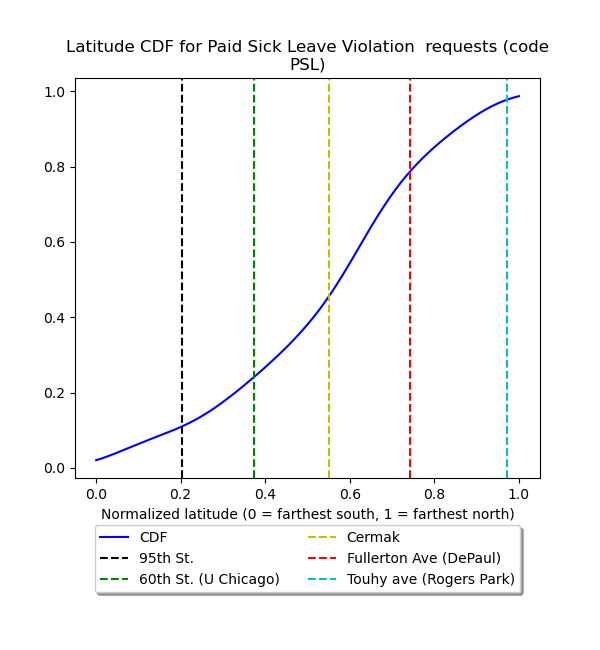 Latitude CDF for Paid Sick Leave Violation  requests (code
PSL)
1.0
0.8
0.6
0.4
0.2
0.0
0.0 0.2 0.4 0.6 0.8 1.0
Normalized latitude (0 = farthest south, 1 = farthest north)
CDF
95th St.
60th St. (U Chicago)
Cermak
Fullerton Ave (DePaul)
Touhy ave (Rogers Park)